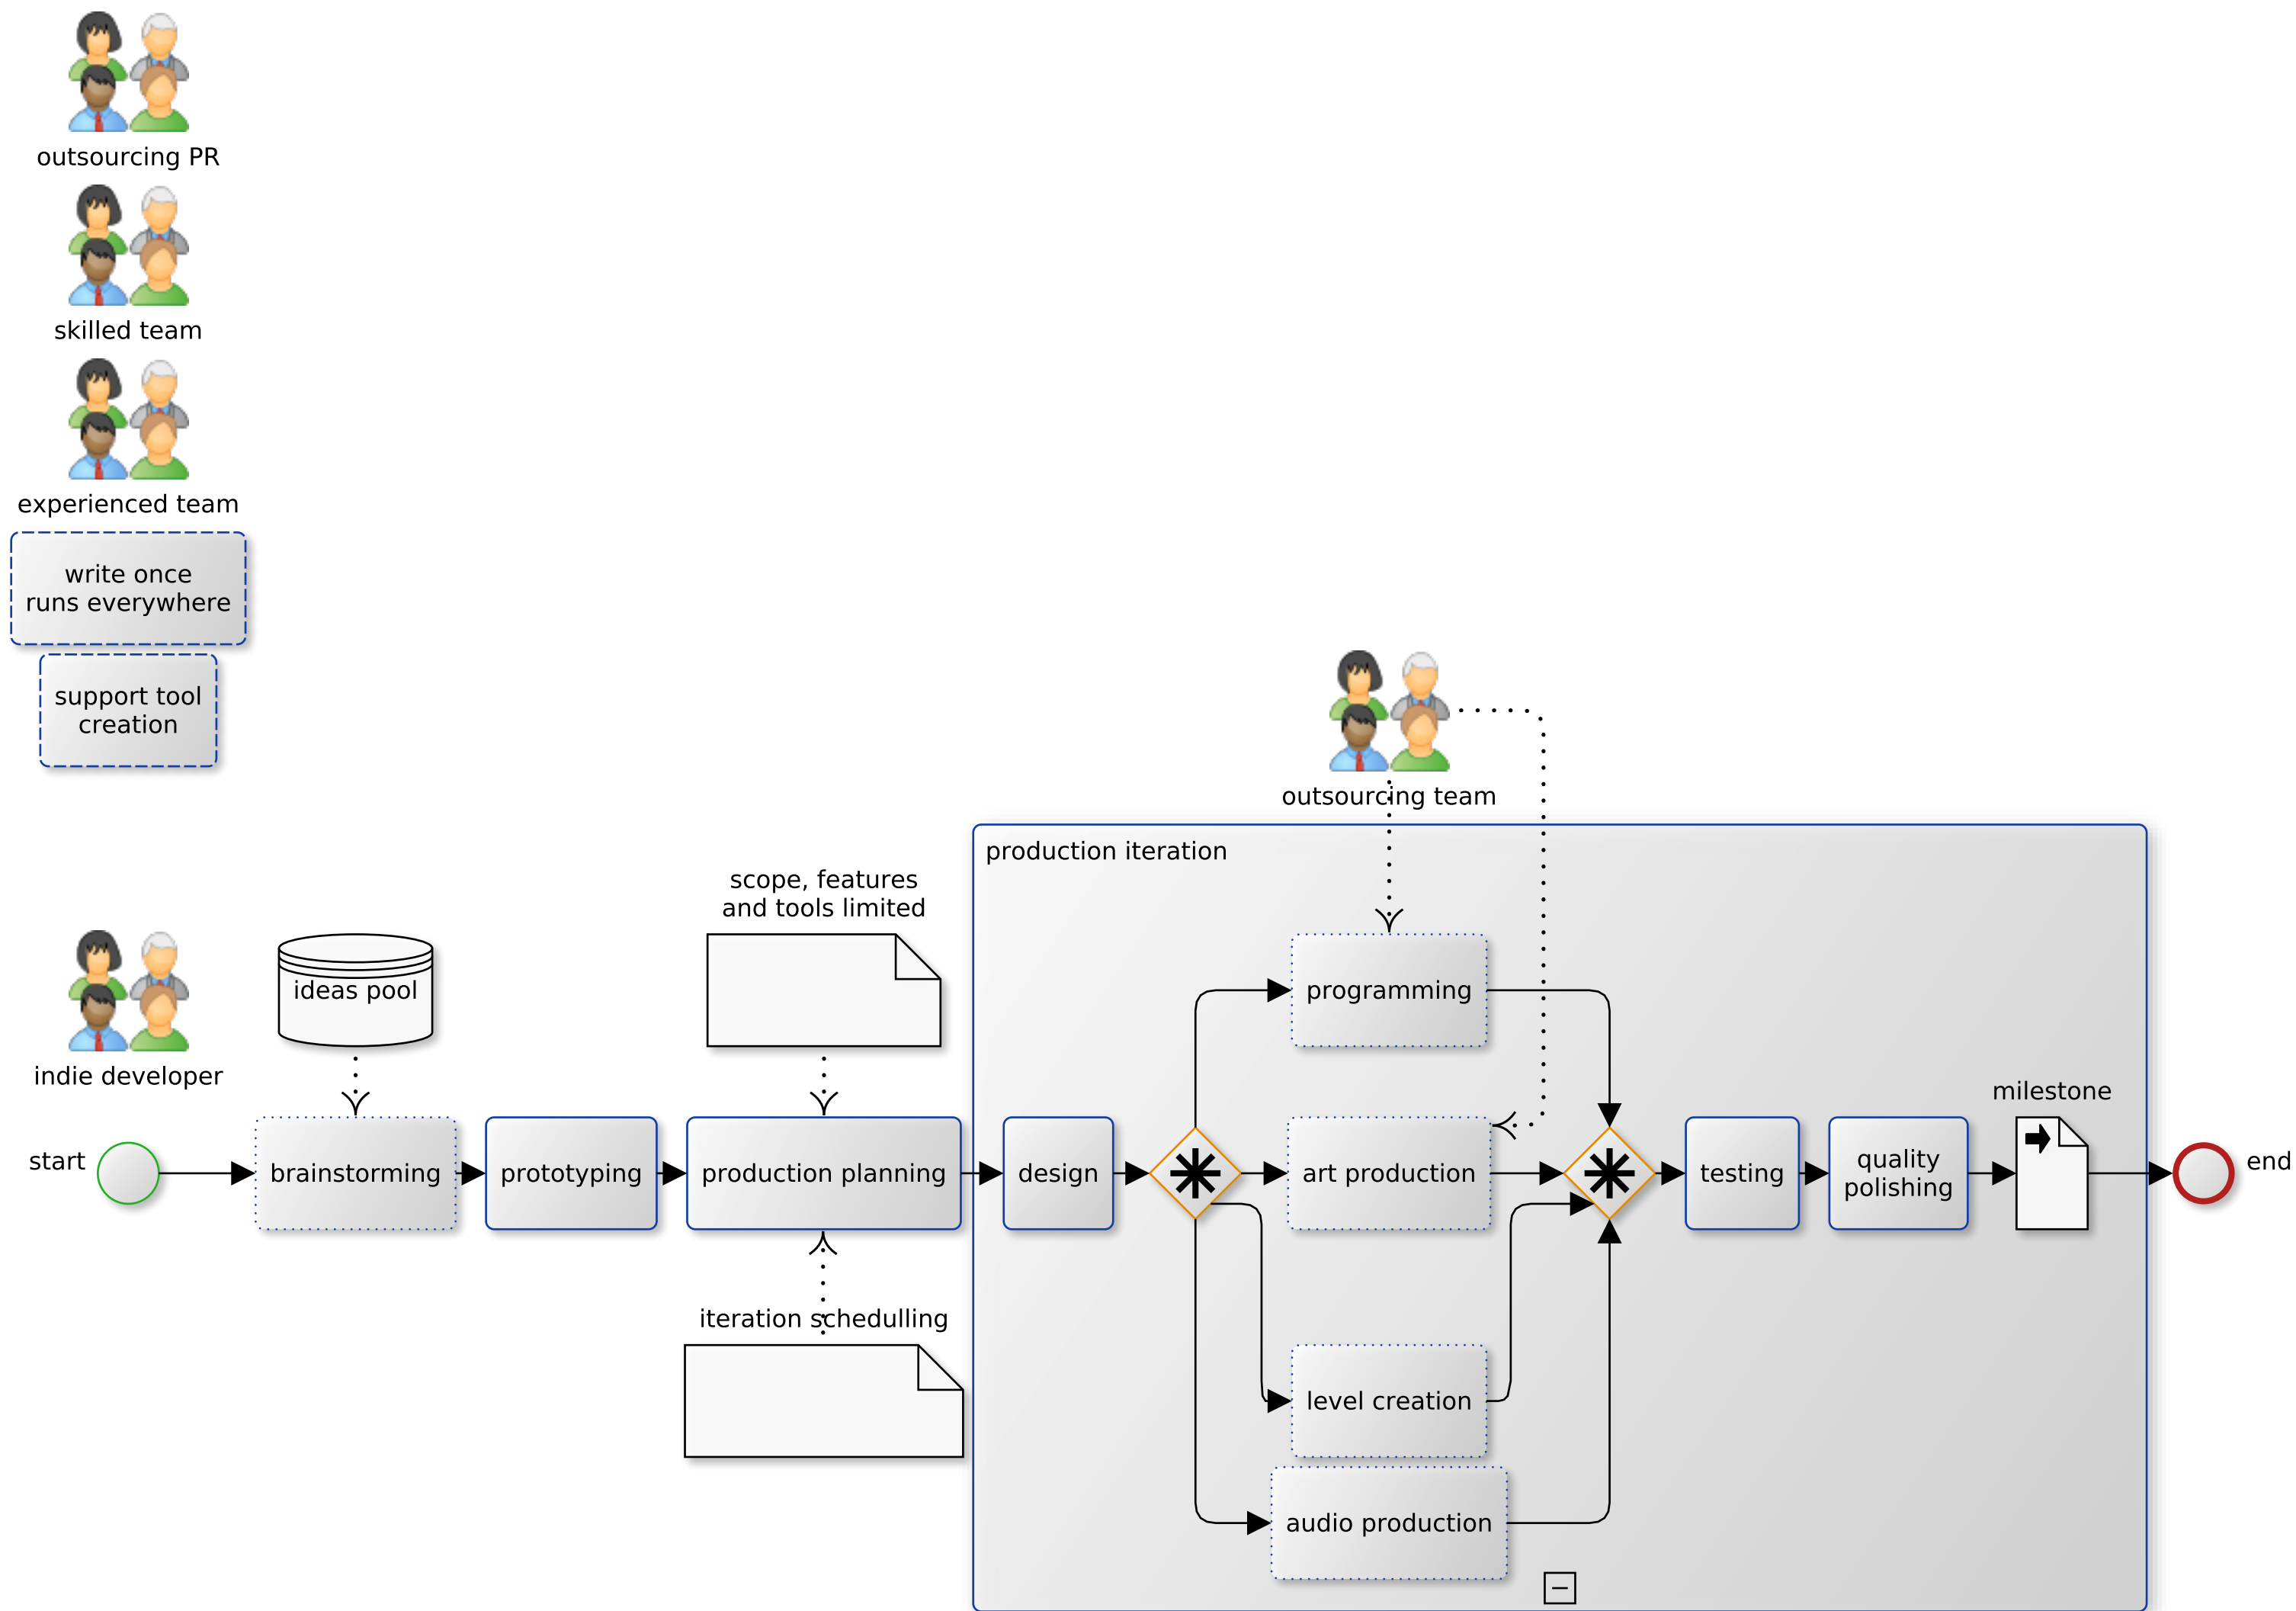 outsourcing PR
skilled team
experienced team
write once
runs everywhere
support tool
creation
outsourcing team
production iteration
scope, features
and tools limited
ideas pool
programming
indie developer
milestone
start
brainstorming
prototyping
production planning
design
art production
testing
quality
polishing
end
iteration schedulling
level creation
audio production